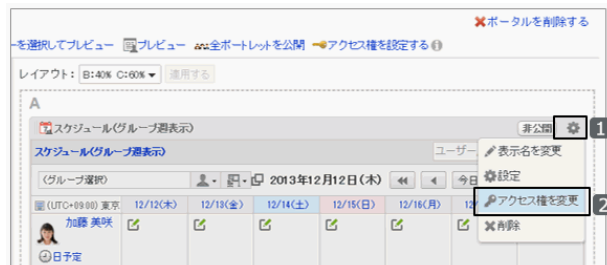 ポータルを削除する
ーを選択してプレビュー プレビュー 全ポートレットを公開 アクセス権を設定する
レイアウト： B:40% C:60% 適用する
A
スケジュール(グループ週表示) 非公開 1
スケジュール(グループ週表示) ユーザー 表示名を変更
(グループ選択) 2013年12月12日(木) 今日 設定
(UTC+09:00) 東京 12/12(木) 12/13(金) 12/14(土) 12/15(日) 12/16(月) 12 アクセス権を変更 2
加藤 美咲 削除
日予定